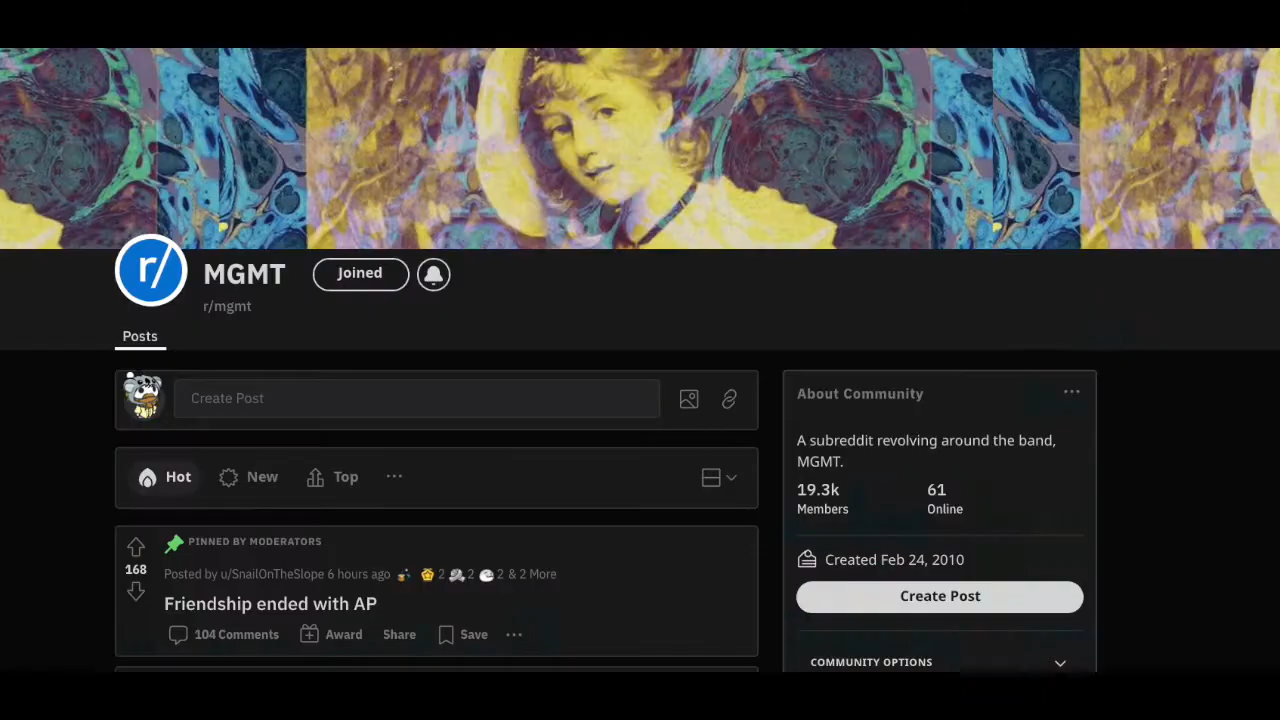 r/
MGMT
Joined
r/mgmt
Posts
Create Post
Hot
New
Top
PINNED BY MODERATORS
168
Posted by u/SnailOnTheSlope 6 hours ago 2 2 2 & 2 More
Friendship ended with AP
104 Comments Award Share Save
About Community
A subreddit revolving around the band,
MGMT.
19.3k 61
Members Online
Created Feb 24, 2010
Create Post
COMMUNITY OPTIONS